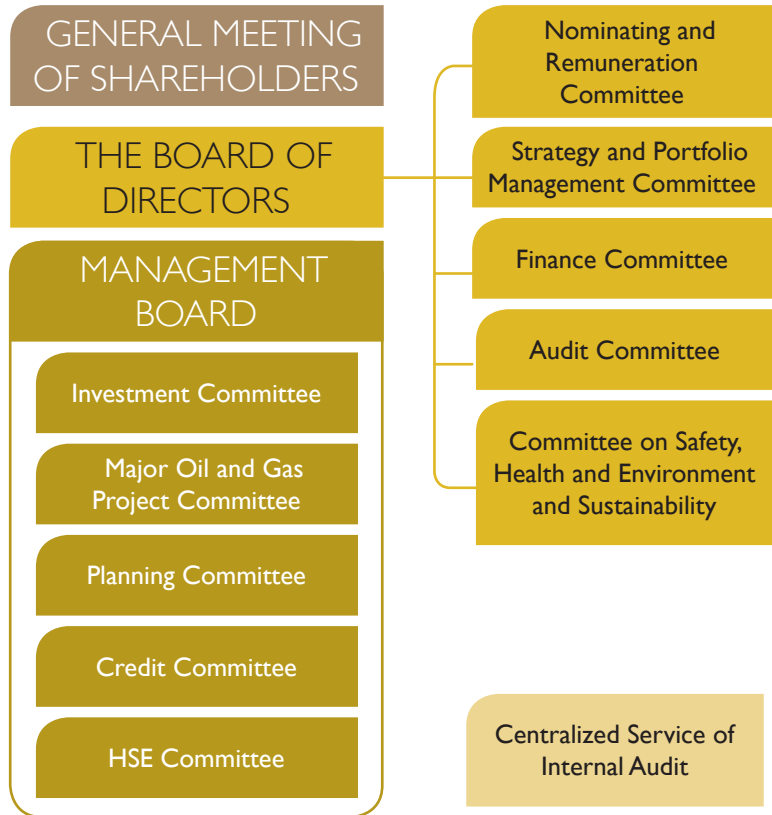 GENERAL MEETING
OF SHAREHOLDERS
THE BOARD OF
DIRECTORS
MANAGEMENT
BOARD
Investment Committee
Major Oil and Gas
Project Committee
Planning Committee
Credit Committee
HSE Committee
Nominating and
Remuneration
Committee
Strategy and Portfolio
Management Committee
Finance Committee
Audit Committee
Committee on Safety,
Health and Environment
and Sustainability
Centralized Service of
Internal Audit